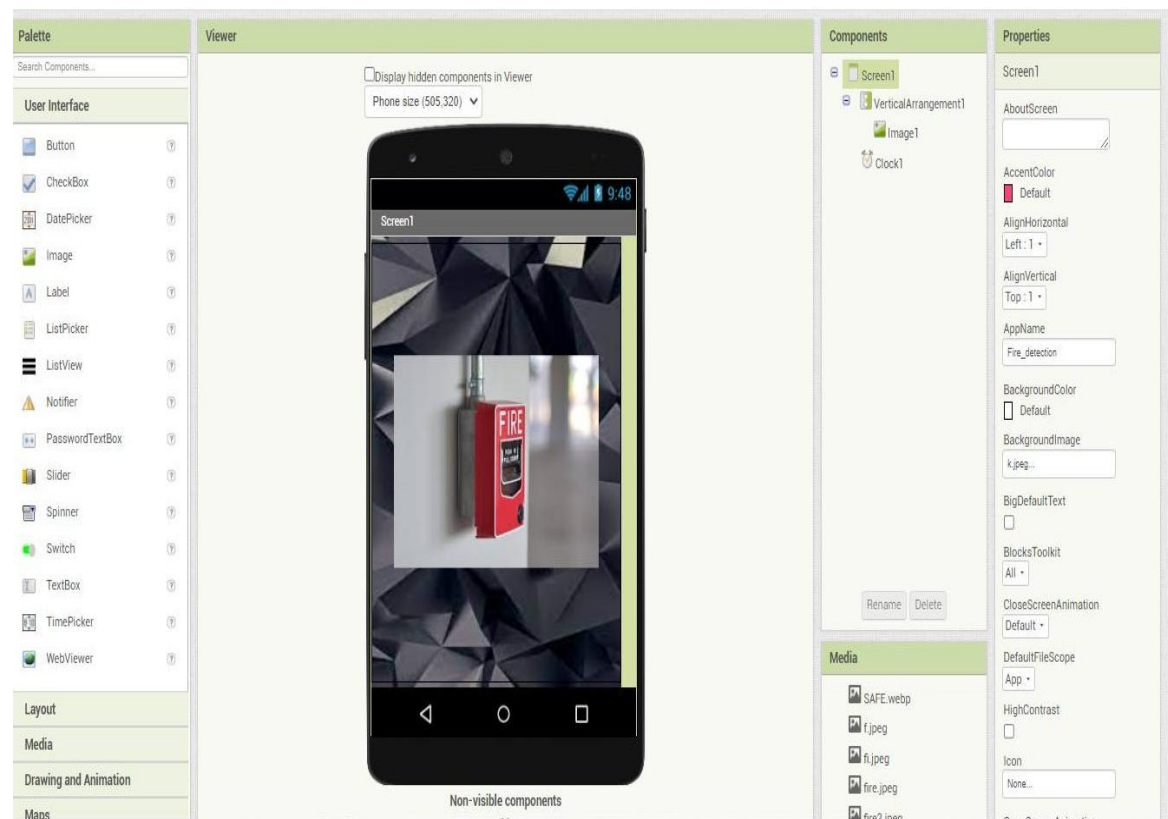 Palette
Search Components...
User Interface
Button
CheckBox
DatePicker
Image
Label
ListPicker
ListView
Notifier
PasswordTextBox
Slider
Spinner
Switch
TextBox
TimePicker
WebViewer
Layout
Media
Drawing and Animation
Maps
Viewer
Display hidden components in Viewer
Phone size (505,320)
9:48
Screen1
FIRE
Non-visible components
Components
Screen1
VerticalArrangement1
Image1
Clock1
Rename Delete
Media
SAFE.webp
f.jpeg
fi.jpeg
fire.jpeg
fire2.jpeg
Properties
Screen1
AboutScreen
AccentColor
Default
AlignHorizontal
Left : 1
AlignVertical
Top : 1
AppName
Fire_detection
BackgroundColor
Default
BackgroundImage
k.jpeg...
BigDefaultText
BlocksToolkit
All
CloseScreenAnimation
Default
DefaultFileScope
App
HighContrast
Icon
None...